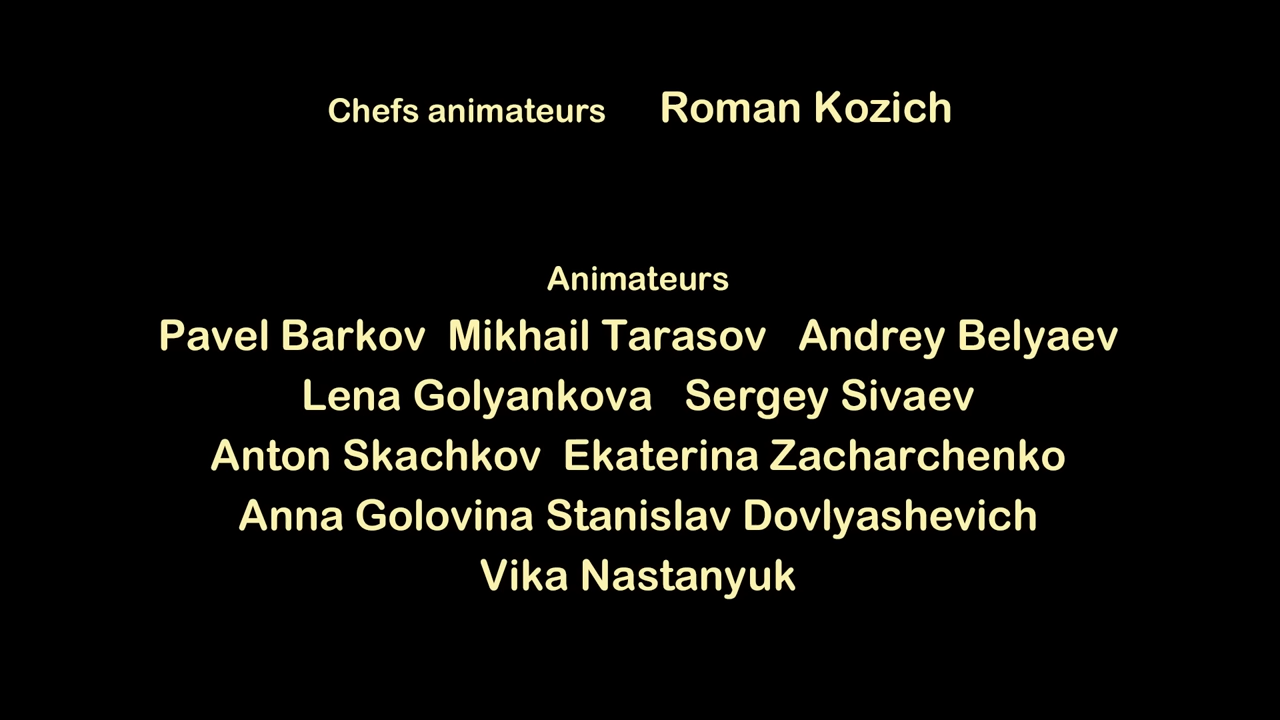 Chefs animateurs Roman Kozich
Animateurs
Pavel Barkov Mikhail Tarasov Andrey Belyaev
Lena Golyankova Sergey Sivaev
Anton Skachkov Ekaterina Zacharchenko
Anna Golovina Stanislav Dovlyashevich
Vika Nastanyuk